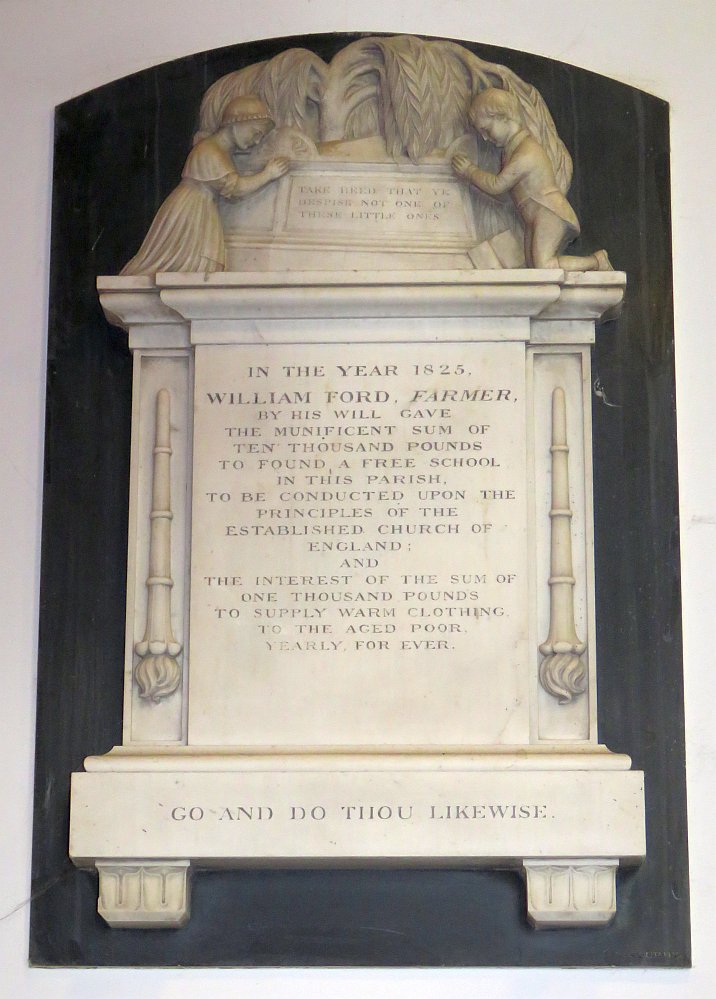 TAKE HEED THAT YE
DESPISE NOT ONE OF
THESE LITTLE ONES
IN THE YEAR 1825,
WILLIAM FORD, FARMER,
BY HIS WILL GAVE
THE MUNIFICENT SUM OF
TEN THOUSAND POUNDS
TO FOUND A FREE SCHOOL
IN THIS PARISH,
TO BE CONDUCTED UPON THE
PRINCIPLES OF THE
ESTABLISHED CHURCH OF
ENGLAND;
AND
THE INTEREST OF THE SUM OF
ONE THOUSAND POUNDS
TO SUPPLY WARM CLOTHING,
TO THE AGED POOR,
YEARLY, FOR EVER.
GO AND DO THOU LIKEWISE.